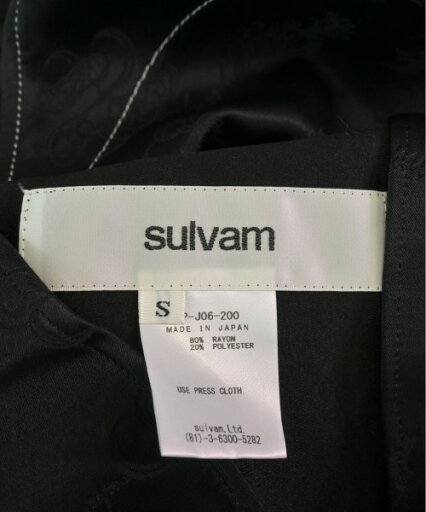 sulvam
S
P-J06-200
MADE IN JAPAN
80% RAYON
20% POLYESTER
USE PRESS CLOTH.
sulvam.Ltd.
(81)-3-6300-5282